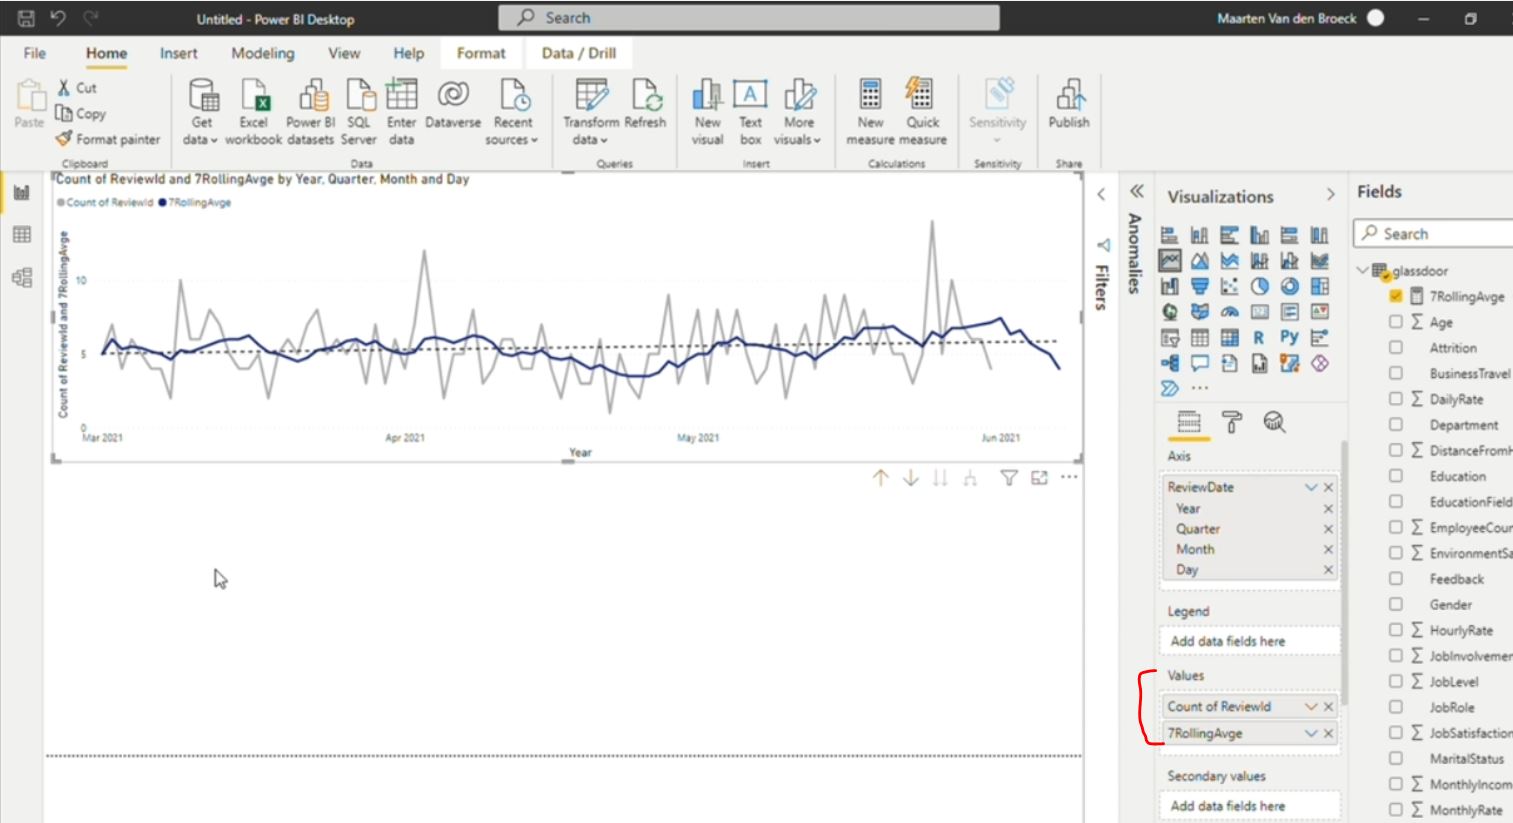 Untitled - Power BI Desktop
Search
Maarten Van den Broeck
File Home Insert Modeling View Help Format Data / Drill
Paste
Cut
Copy
Format painter
Clipboard
Get data
Excel workbook
Power BI datasets
SQL Server
Enter data
Dataverse
Recent sources
Data
Transform data
Refresh
Queries
New visual
Text box
More visuals
Insert
New measure
Quick measure
Calculations
Sensitivity
Sensitivity
Publish
Share
Count of ReviewId and 7RollingAvge by Year, Quarter, Month and Day
Count of ReviewId 7RollingAvge
Count of ReviewId and 7RollingAvge
10
5
0
Mar 2021 Apr 2021 May 2021 Jun 2021
Year
Filters
Anomalies
Visualizations
R Py
Axis
ReviewDate
Year
Quarter
Month
Day
Legend
Add data fields here
Values
Count of ReviewId
7RollingAvge
Secondary values
Add data fields here
Fields
Search
glassdoor
7RollingAvge
Age
Attrition
BusinessTravel
DailyRate
Department
DistanceFromH
Education
EducationField
EmployeeCour
EnvironmentSa
Feedback
Gender
HourlyRate
JobInvolvemer
JobLevel
JobRole
JobSatisfaction
MaritalStatus
MonthlyIncom
MonthlyRate